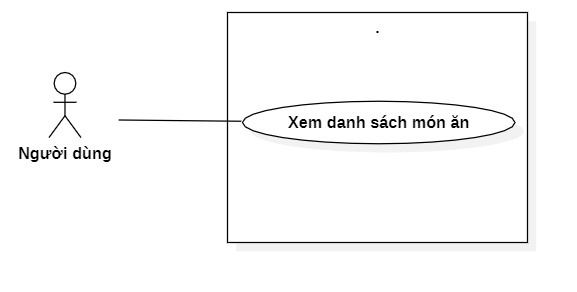 .
Xem danh sách món ăn
Người dùng